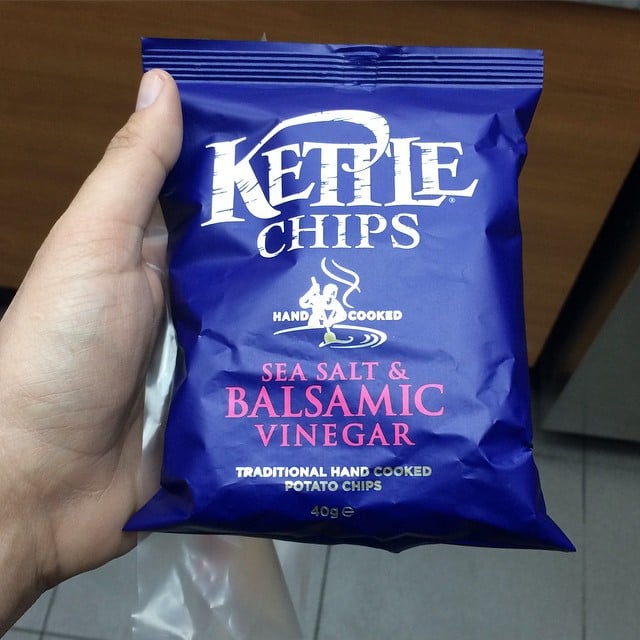 KETTLE®
CHIPS
HAND COOKED
SEA SALT &
BALSAMIC
VINEGAR
TRADITIONAL HAND COOKED
POTATO CHIPS
40g ℮